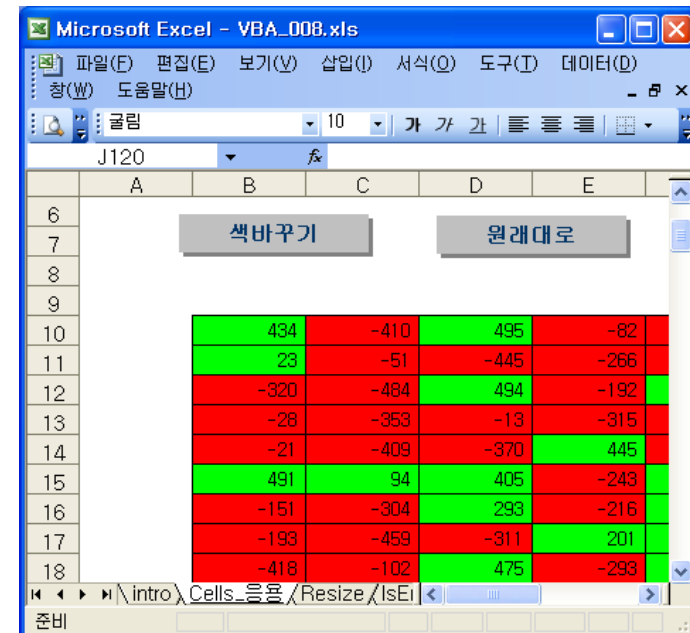 Microsoft Excel - VBA_008.xls
파일(F) 편집(E) 보기(V) 삽입(I) 서식(O) 도구(T) 데이터(D)
창(W) 도움말(H)
굴림 10 가 가 가
J120 fx
A B C D E
6
7
색바꾸기 원래대로
8
9
10 434 -410 495 -82
11 23 -51 -445 -266
12 -320 -484 494 -192
13 -28 -353 -13 -315
14 -21 -409 -370 445
15 491 94 405 -243
16 -151 -304 293 -216
17 -193 -459 -311 201
18 -418 -102 475 -293
intro Cells_응용 Resize
준비